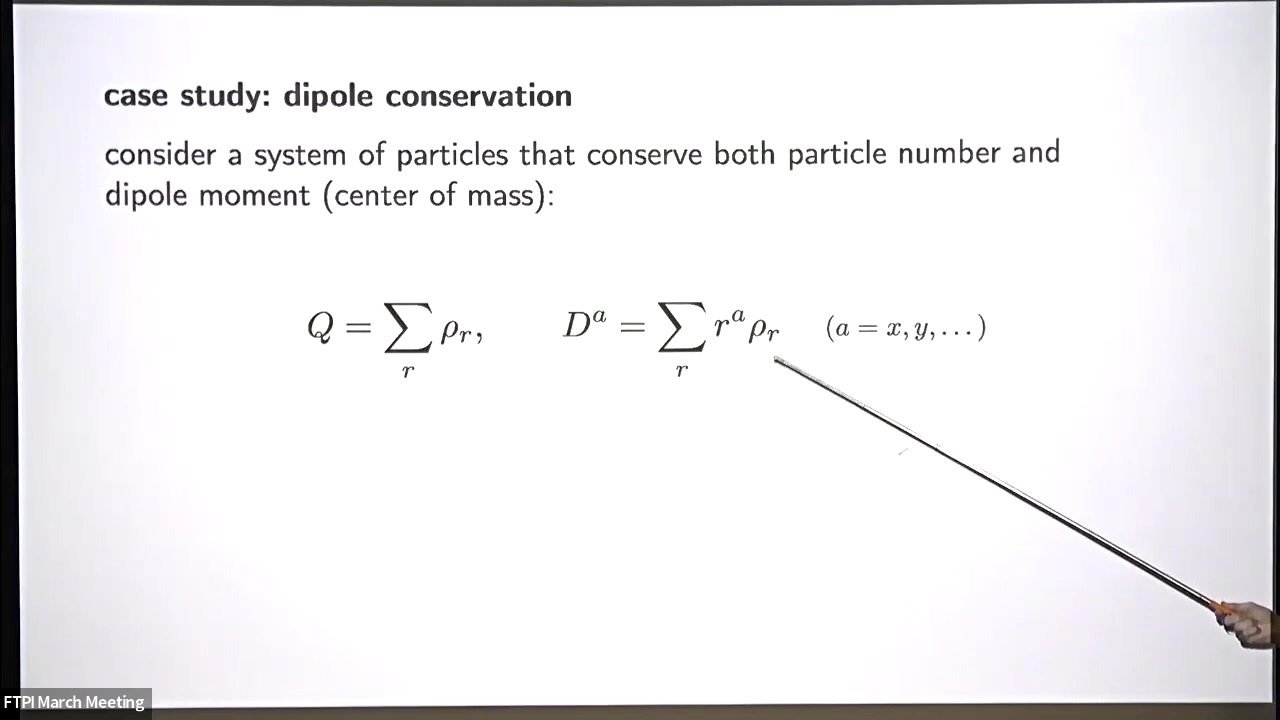 case study: dipole conservation
consider a system of particles that conserve both particle number and
dipole moment (center of mass):
Q = ∑_r ρ_r,   D^a = ∑_r r^a ρ_r   (a = x, y, . . . )
FTPI March Meeting